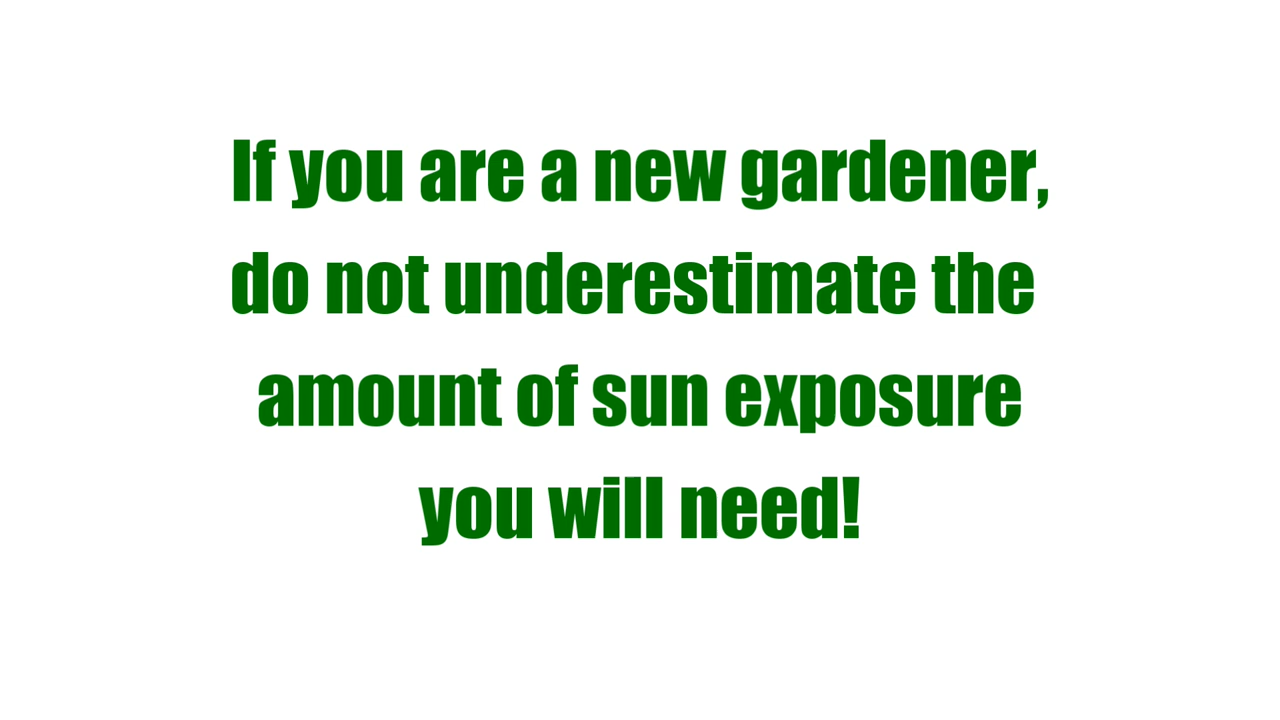 If you are a new gardener,
do not underestimate the
amount of sun exposure
you will need!